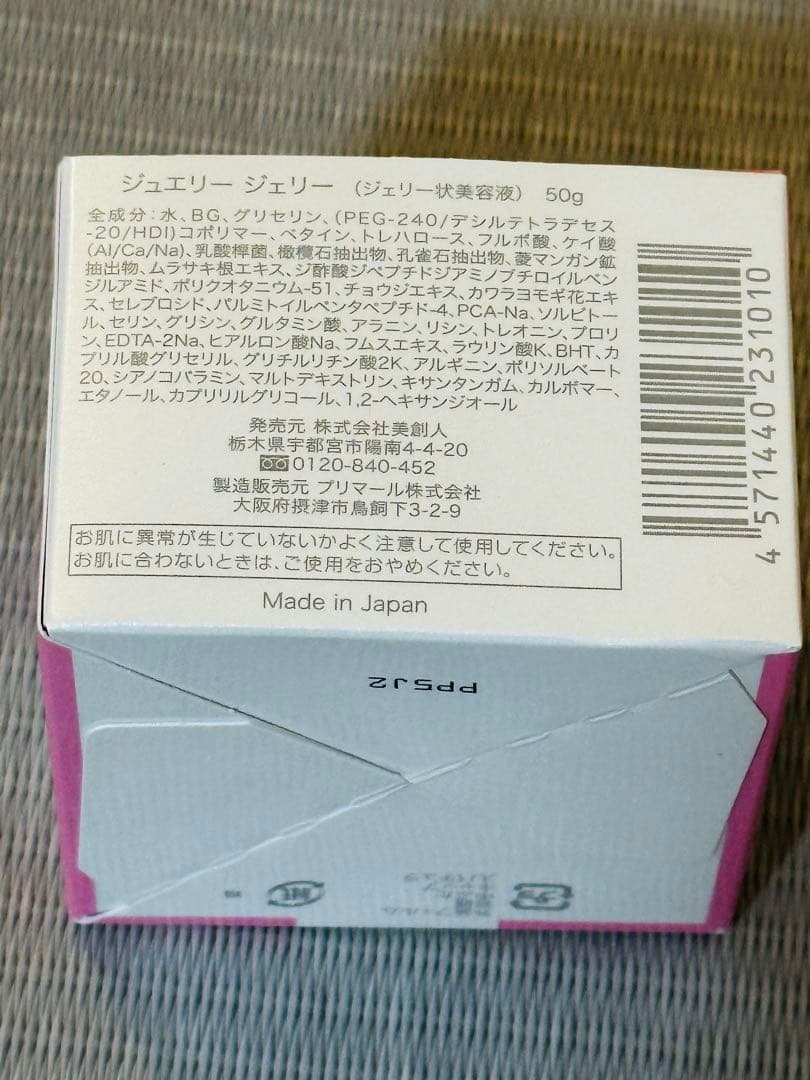 ジュエリー ジェリー （ジェリー状美容液） 50g
全成分：水、BG、グリセリン、(PEG-240/デシルテトラデセス
-20/HDI)コポリマー、ベタイン、トレハロース、フルボ酸、ケイ酸
(Al/Ca/Na)、乳酸桿菌、橄欖石抽出物、孔雀石抽出物、菱マンガン鉱
抽出物、ムラサキ根エキス、ジ酢酸ジペプチドジアミノブチロイルベン
ジルアミド、ポリクオタニウム-51、チョウジエキス、カワラヨモギ花エキ
ス、セレブロシド、パルミトイルペンタペプチド-4、PCA-Na、ソルビトー
ル、セリン、グリシン、グルタミン酸、アラニン、リシン、トレオニン、プロリ
ン、EDTA-2Na、ヒアルロン酸Na、フムスエキス、ラウリン酸K、BHT、カ
プリル酸グリセリル、グリチルリチン酸2K、アルギニン、ポリソルベート
20、シアノコバラミン、マルトデキストリン、キサンタンガム、カルボマー、
エタノール、カプリリルグリコール、1,2-ヘキサンジオール
発売元 株式会社美創人
栃木県宇都宮市陽南4-4-20
0120-840-452
製造販売元 プリマール株式会社
大阪府摂津市鳥飼下3-2-9
お肌に異常が生じていないかよく注意して使用してください。
お肌に合わないときは、ご使用をおやめください。
Made in Japan
4 571440 231010
PP5J2
紙
プラ